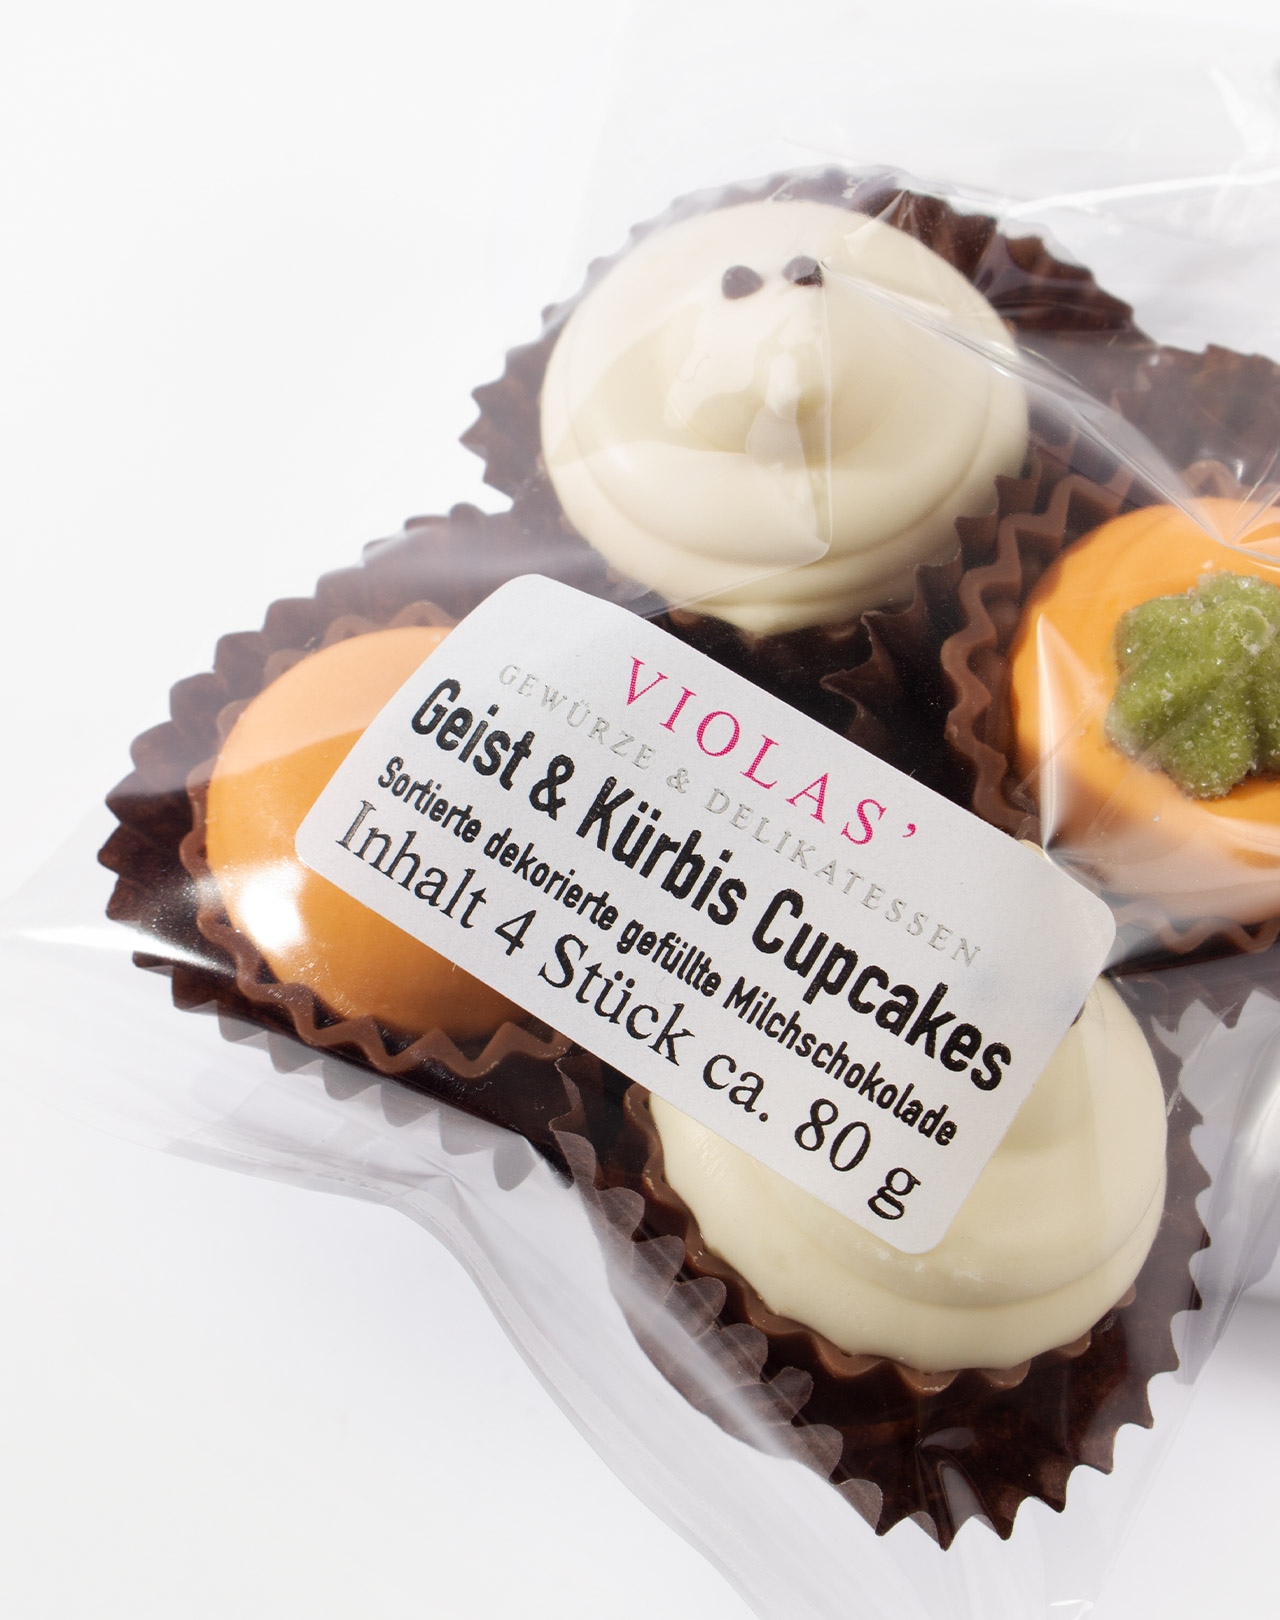 VIOLAS’
GEWÜRZE & DELIKATESSEN
Geist & Kürbis Cupcakes
Sortierte dekorierte gefüllte Milchschokolade
Inhalt 4 Stück ca. 80 g